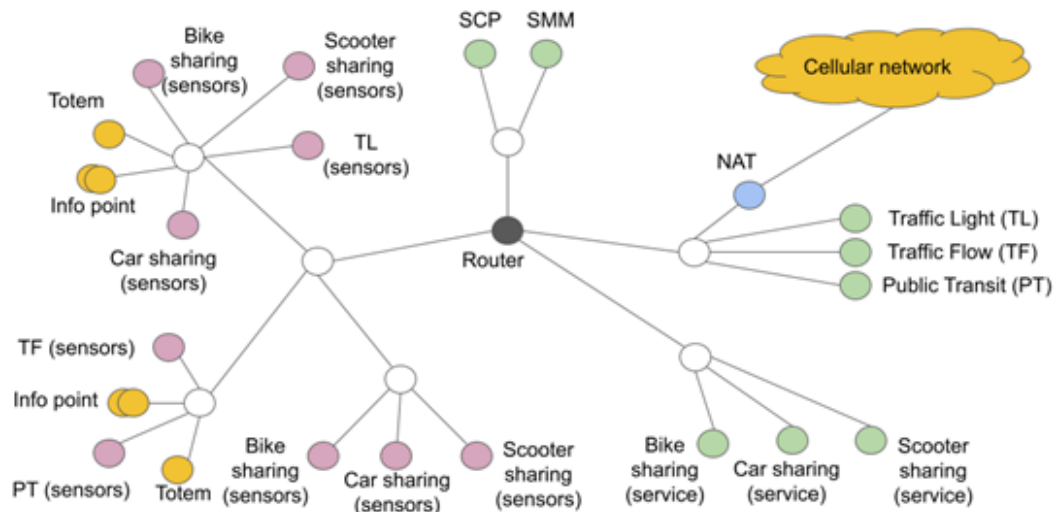 SCP
SMM
Bike
sharing
(sensors)
Scooter
sharing
(sensors)
Cellular network
Totem
TL
(sensors)
NAT
Info point
Traffic Light (TL)
Car sharing
(sensors)
Router
Traffic Flow (TF)
Public Transit (PT)
TF (sensors)
Info point
PT (sensors)
Totem
Bike
sharing
(sensors)
Car sharing
(sensors)
Scooter
sharing
(sensors)
Bike
sharing
(service)
Car sharing
(service)
Scooter
sharing
(service)